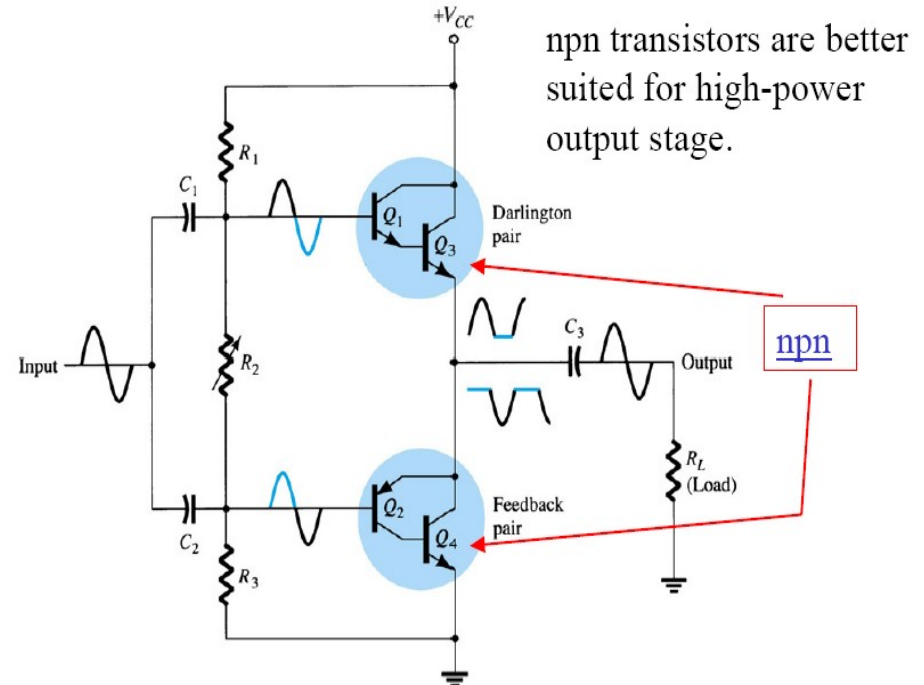 +VCC
npn transistors are better
suited for high-power
output stage.
R1
C1
Q1
Q3
Darlington
pair
Input
R2
C3
Output
npn
RL
(Load)
C2
Q2
Q4
Feedback
pair
R3